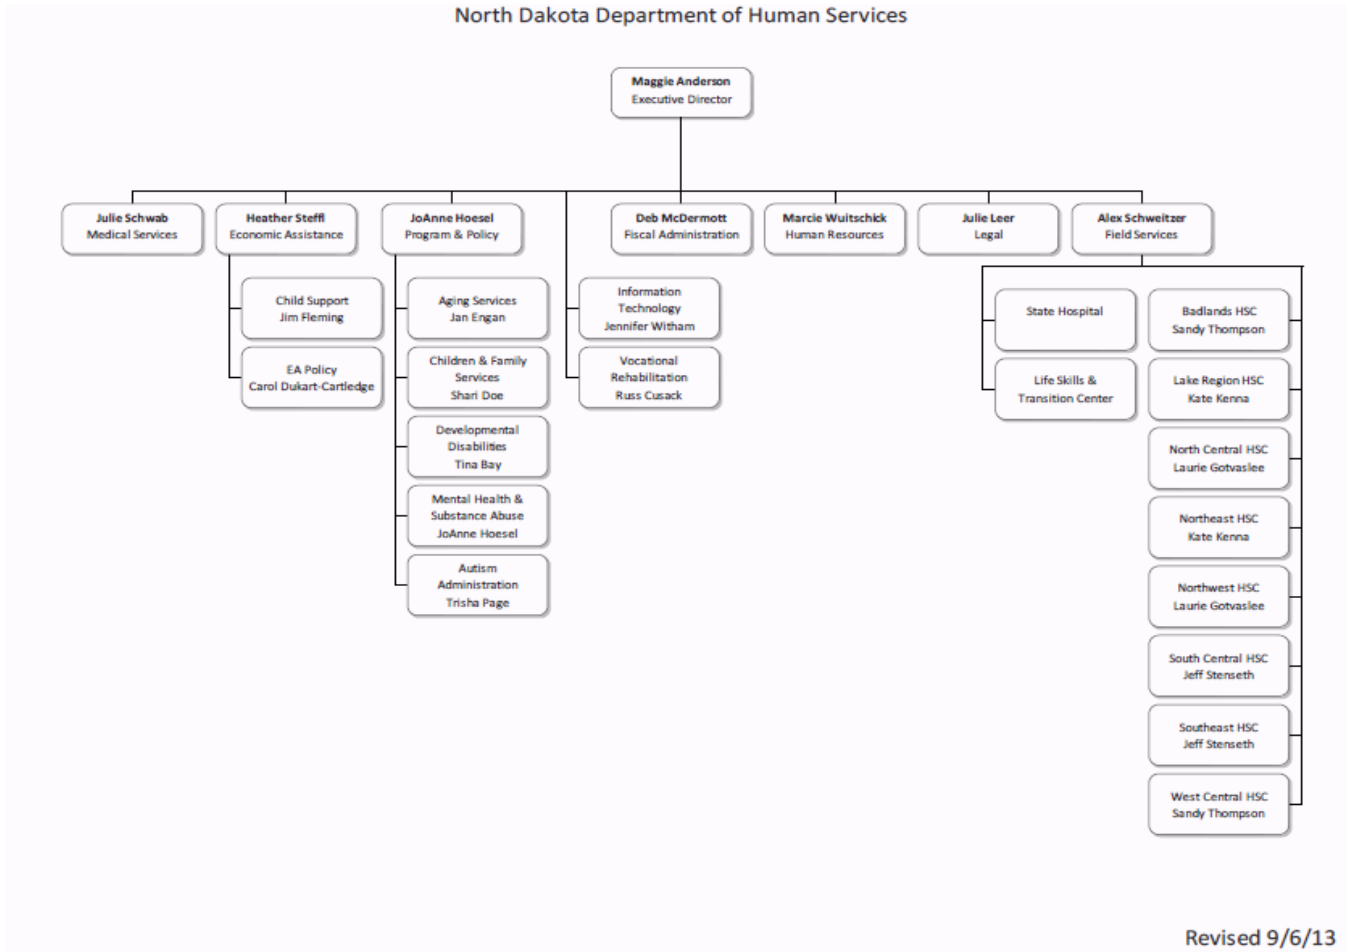 North Dakota Department of Human Services
Maggie Anderson
Executive Director
Julie Schwab
Medical Services
Heather Steffl
Economic Assistance
JoAnne Hoesel
Program & Policy
Deb McDermott
Fiscal Administration
Marcie Wuitschick
Human Resources
Julie Leer
Legal
Alex Schweitzer
Field Services
Child Support
Jim Fleming
EA Policy
Carol Dukart-Cartledge
Aging Services
Jan Engan
Children & Family
Services
Shari Doe
Developmental
Disabilities
Tina Bay
Mental Health &
Substance Abuse
JoAnne Hoesel
Autism
Administration
Trisha Page
Information
Technology
Jennifer Witham
Vocational
Rehabilitation
Russ Cusack
State Hospital
Life Skills &
Transition Center
Badlands HSC
Sandy Thompson
Lake Region HSC
Kate Kenna
North Central HSC
Laurie Gotvaslee
Northeast HSC
Kate Kenna
Northwest HSC
Laurie Gotvaslee
South Central HSC
Jeff Stenseth
Southeast HSC
Jeff Stenseth
West Central HSC
Sandy Thompson
Revised 9/6/13